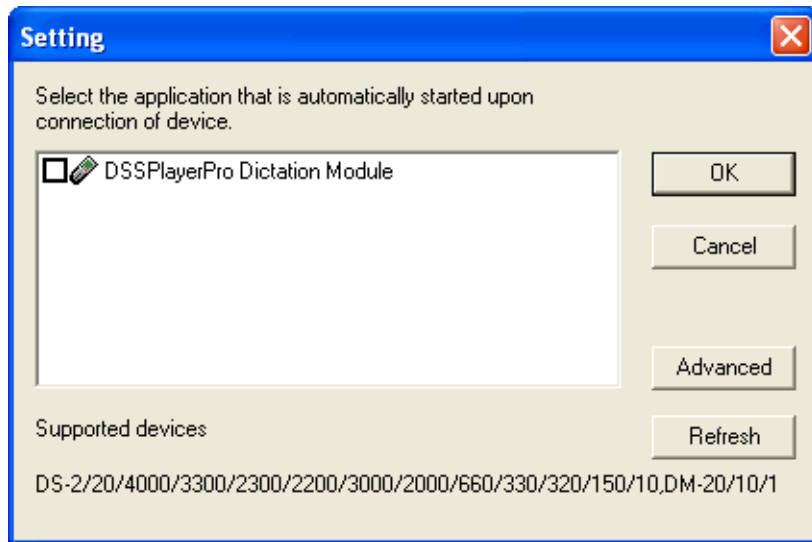 Setting
Select the application that is automatically started upon
connection of device.
DSSPlayerPro Dictation Module
OK
Cancel
Advanced
Supported devices
Refresh
DS-2/20/4000/3300/2300/2200/3000/2000/660/330/320/150/10,DM-20/10/1